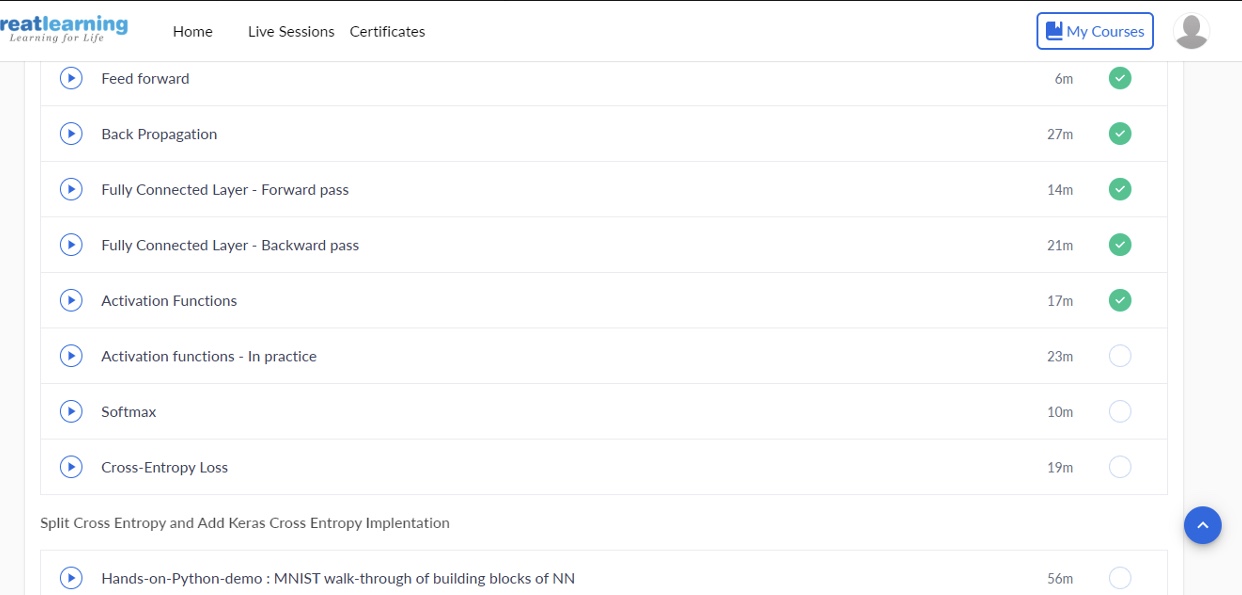 reatlearning
Learning for Life
Home
Live Sessions
Certificates
My Courses
Feed forward 6m
Back Propagation 27m
Fully Connected Layer - Forward pass 14m
Fully Connected Layer - Backward pass 21m
Activation Functions 17m
Activation functions - In practice 23m
Softmax 10m
Cross-Entropy Loss 19m
Split Cross Entropy and Add Keras Cross Entropy Implentation
Hands-on-Python-demo : MNIST walk-through of building blocks of NN 56m